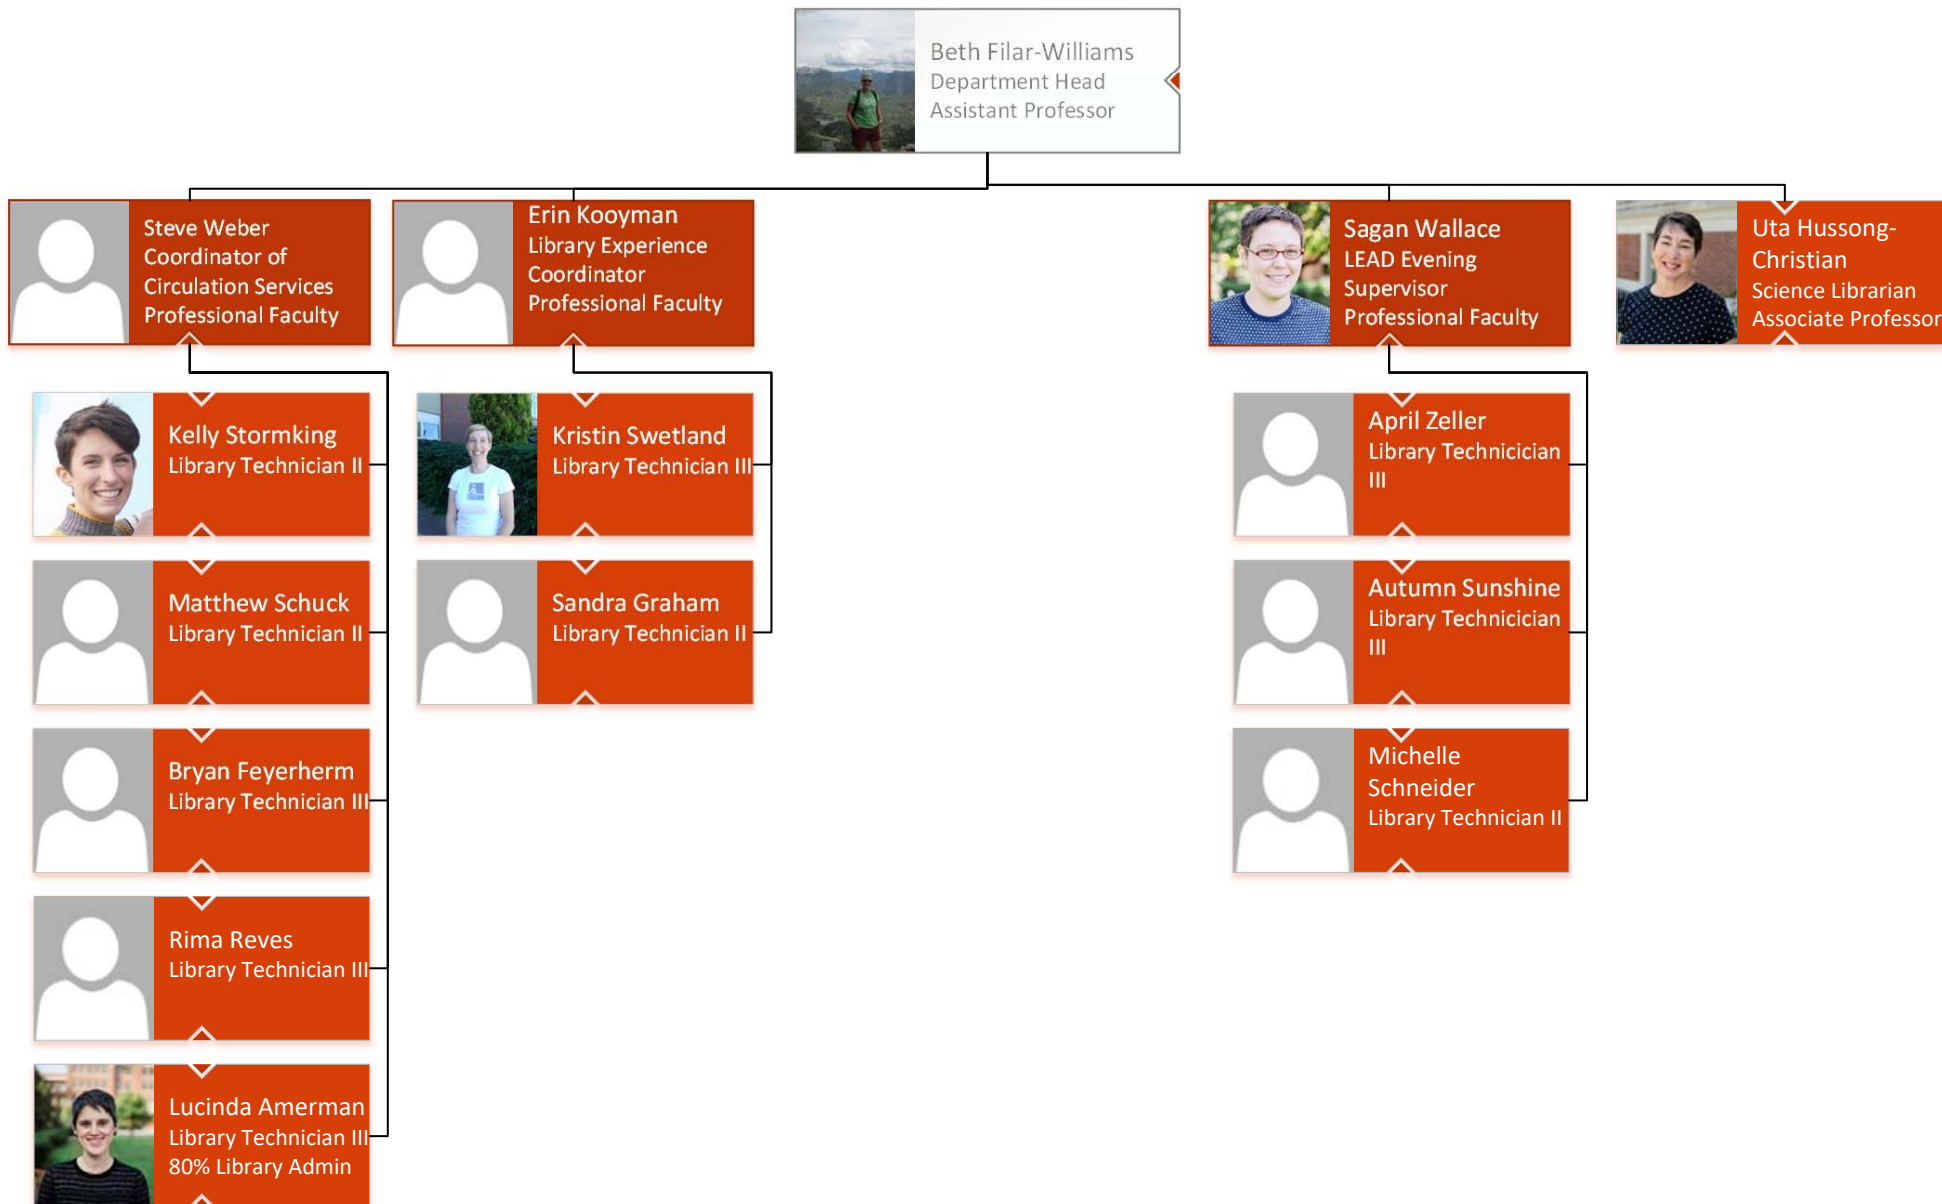 Beth Filar-Williams
Department Head
Assistant Professor
Steve Weber
Coordinator of
Circulation Services
Professional Faculty
Erin Kooyman
Library Experience
Coordinator
Professional Faculty
Sagan Wallace
LEAD Evening
Supervisor
Professional Faculty
Uta Hussong-
Christian
Science Librarian
Associate Professor
Kelly Stormking
Library Technician II
Matthew Schuck
Library Technician II
Bryan Feyerherm
Library Technician III
Rima Reves
Library Technician III
Lucinda Amerman
Library Technician III
80% Library Admin
Kristin Swetland
Library Technician III
Sandra Graham
Library Technician II
April Zeller
Library Technicician
III
Autumn Sunshine
Library Technicician
III
Michelle
Schneider
Library Technician II